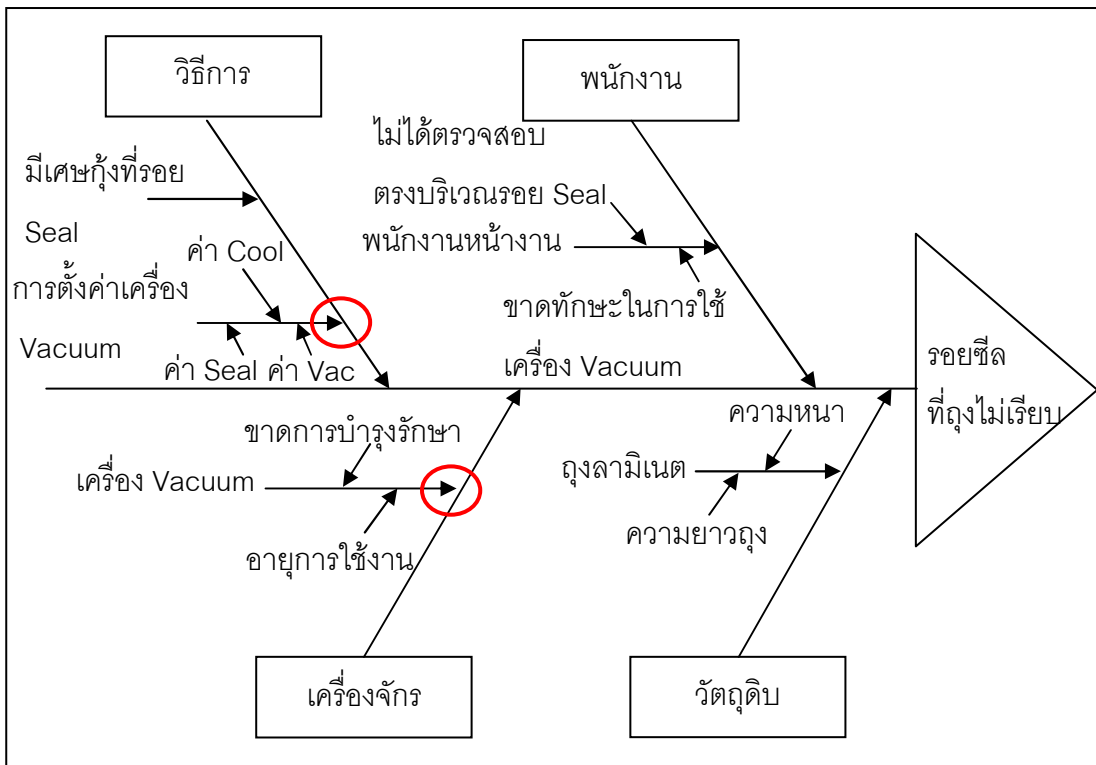 วิธีการ
พนักงาน
ไม่ได้ตรวจสอบ
มีเศษกุ้งที่รอย
ตรงบริเวณรอย Seal
Seal
ค่า Cool
พนักงานหน้างาน
การตั้งค่าเครื่อง
ขาดทักษะในการใช้
Vacuum
ค่า Seal ค่า Vac
เครื่อง Vacuum
รอยซีล
ที่ถุงไม่เรียบ
ขาดการบำรุงรักษา
ความหนา
เครื่อง Vacuum
ถุงลามิเนต
อายุการใช้งาน
ความยาวถุง
เครื่องจักร
วัตถุดิบ